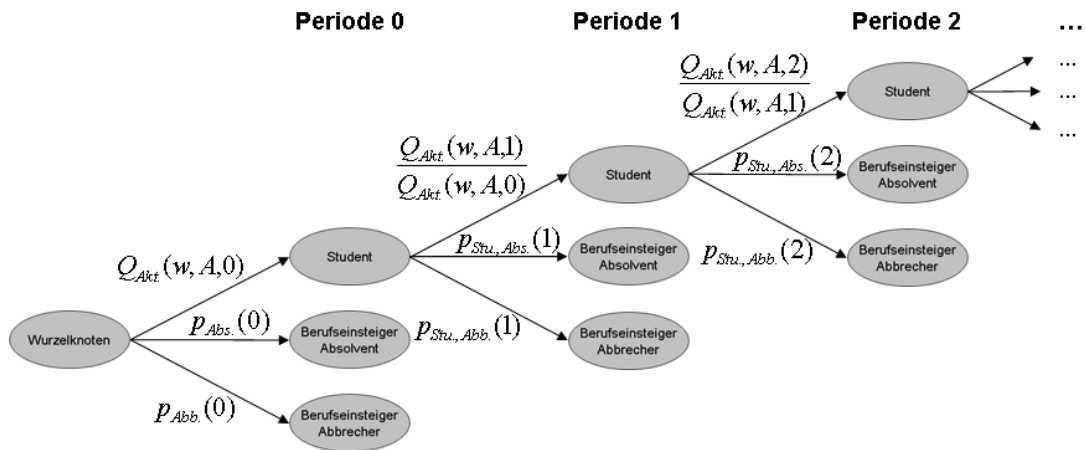 Periode 0 Periode 1 Periode 2 ...
Q_Akt.(w, A,2) ...
Q_Akt.(w, A,1)
Student ...
...
Q_Akt.(w, A,1)
Q_Akt.(w, A,0)
Student
p_Stu., Abs.(2)
Berufseinsteiger
Absolvent
Q_Akt.(w, A,0)
Student
p_Stu., Abs.(1)
Berufseinsteiger
Absolvent
p_Stu., Abb.(2)
Berufseinsteiger
Abbrecher
Wurzelknoten
p_Abs.(0)
Berufseinsteiger
Absolvent
p_Stu., Abb.(1)
Berufseinsteiger
Abbrecher
p_Abb.(0)
Berufseinsteiger
Abbrecher